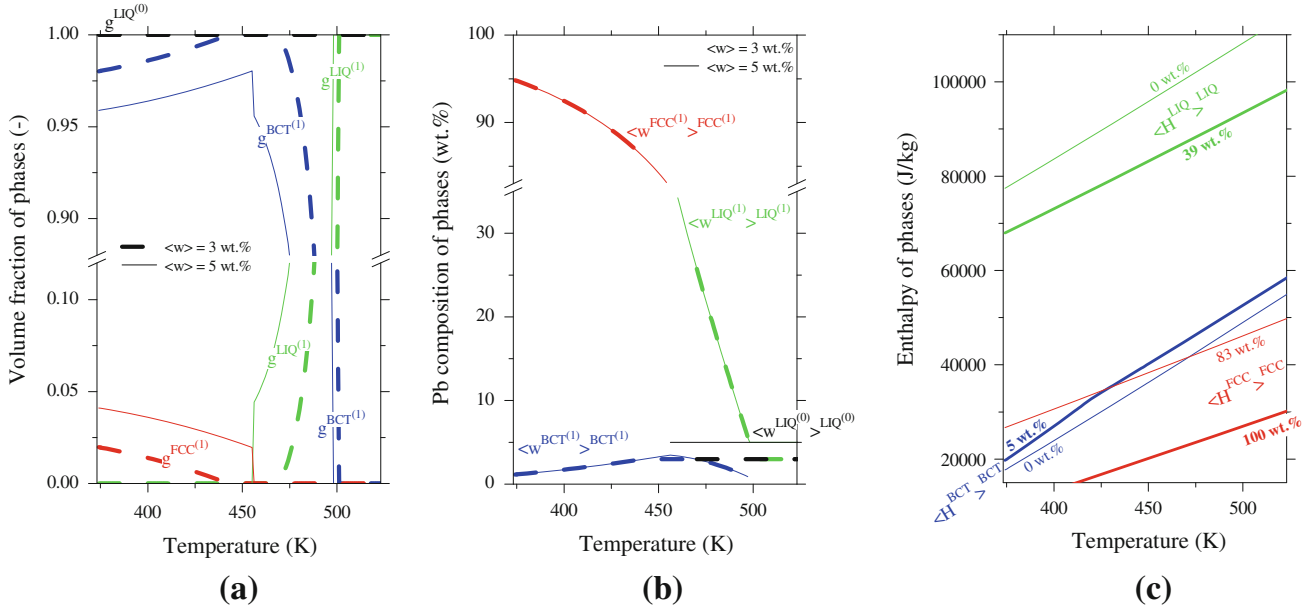 g^LIQ(0)
1.00
0.95
0.90
0.10
0.05
0.00
Volume fraction of phases (-)
g^LIQ(1)
g^BCT(1)
<w> = 3 wt.%
<w> = 5 wt.%
g^LIQ(1)
g^BCT(1)
g^FCC(1)
400
450
500
Temperature (K)
(a)
100
90
30
20
10
0
Pb composition of phases (wt.%)
<w> = 3 wt.%
<w> = 5 wt.%
<w^FCC(1)>^FCC(1)
<w^LIQ(1)>^LIQ(1)
<w^LIQ(0)>^LIQ(0)
<w^BCT(1)>^BCT(1)
400
450
500
Temperature (K)
(b)
100000
80000
60000
40000
20000
Enthalpy of phases (J/kg)
0 wt.%
<H^LIQ>^LIQ
39 wt.%
83 wt.%
<H^FCC>^FCC
5 wt.%
0 wt.%
100 wt.%
<H^BCT>^BCT
400
450
500
Temperature (K)
(c)